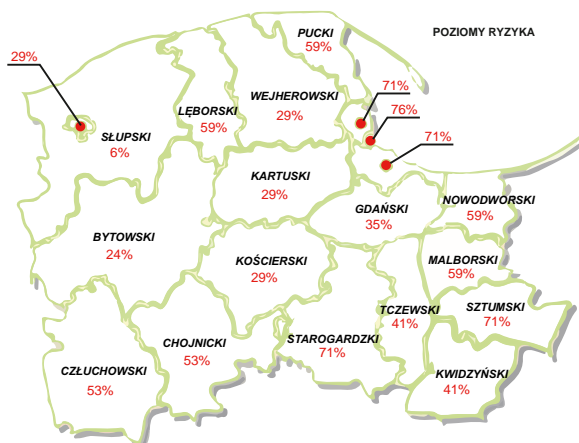 PUCKI
59%
POZIOMY RYZYKA
29%
71%
76%
71%
WEJHEROWSKI
29%
LĘBORSKI
59%
SŁUPSKI
6%
KARTUSKI
29%
GDAŃSKI
35%
NOWODWORSKI
59%
BYTOWSKI
24%
KOŚCIERSKI
29%
MALBORSKI
59%
TCZEWSKI
41%
SZTUMSKI
71%
CHOJNICKI
53%
STAROGARDZKI
71%
CZŁUCHOWSKI
53%
KWIDZYŃSKI
41%